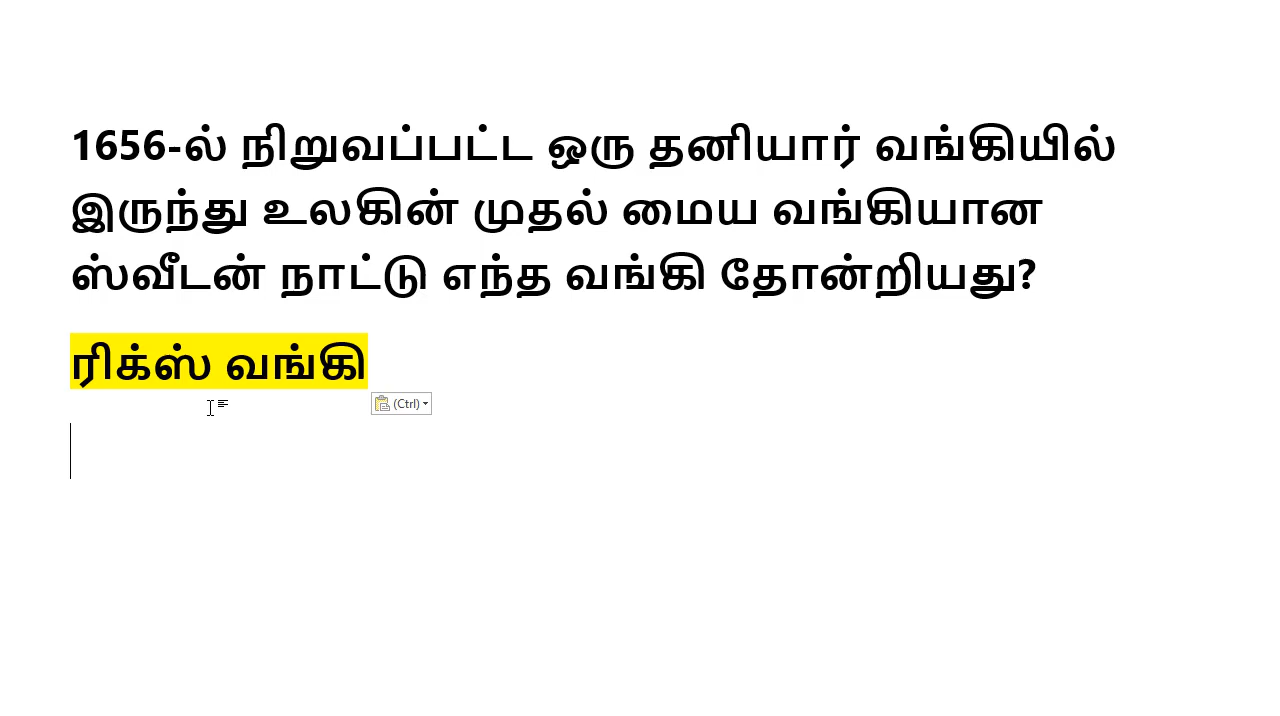 1656-ல் நிறுவப்பட்ட ஒரு தனியார் வங்கியில்
இருந்து உலகின் முதல் மைய வங்கியான
ஸ்வீடன் நாட்டு எந்த வங்கி தோன்றியது?
ரிக்ஸ் வங்கி
(Ctrl)